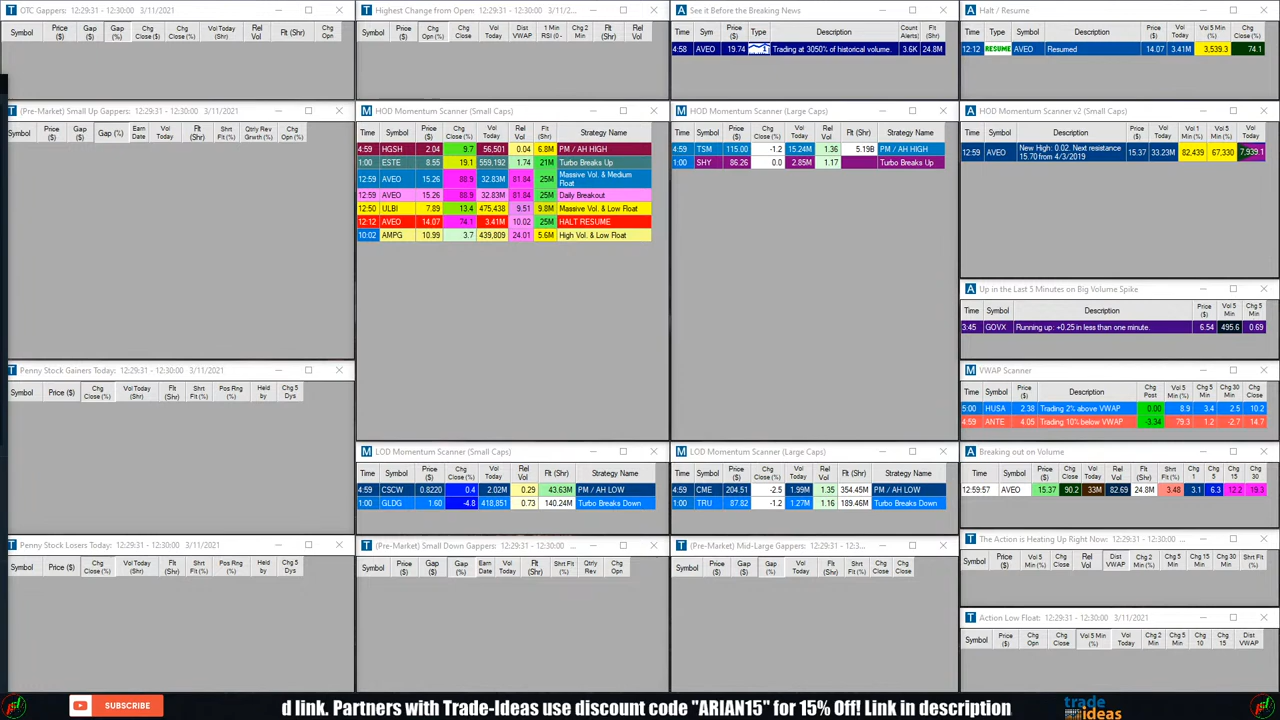 OTC Gappers: 12:29:31 - 12:30:00 3/11/2021
Symbol Price ($) Gap ($) Gap (%) Chg Close ($) Chg Close (%) Vol Today (Shr) Rel Vol Flt (Shr) Chg Opn
Highest Change from Open: 12:29:31 - 12:30:00 3/11/2...
Symbol Price ($) Chg Opn (%) Vol Today Dist VWAP 1 Min RSI (0 - Chg 2 Min Flt (Shr) Rel Vol
See it Before the Breaking News
Time Sym Price ($) Type Description Count Alerts) Flt (Shr)
4:58 AVEO 19.74 Trading at 3050% of historical volume. 3.6K 24.8M
Halt / Resume
Time Type Symbol Description Price ($) Vol Today Vol 5 Min (%) Chg Close (%)
12:12 RESUME AVEO Resumed 14.07 3.41M 3,539.3 74.1
(Pre-Market) Small Up Gappers: 12:29:31 - 12:30:00 3/11/2021
Symbol Price ($) Gap ($) Gap (%) Earn Date Vol Today Flt (Shr) Shrt Flt (%) Qtrly Rev Grwth (%) Chg Opn (%)
HOD Momentum Scanner (Small Caps)
Time Symbol Price ($) Chg Close (%) Vol Today Rel Vol Flt (Shr) Strategy Name
4:59 HGSH 2.04 9.7 56,501 0.04 6.8M PM / AH HIGH
1:00 ESTE 8.55 19.1 559,192 1.74 21M Turbo Breaks Up
12:59 AVEO 15.26 88.9 32.83M 81.84 25M Massive Vol. & Medium Float
12:59 AVEO 15.26 88.9 32.83M 81.84 25M Daily Breakout
12:50 ULBI 7.89 13.4 475,438 9.51 9.8M Massive Vol. & Low Float
12:12 AVEO 14.07 74.1 3.41M 10.02 25M HALT RESUME
10:02 AMPG 10.99 3.7 439,809 24.01 5.6M High Vol. & Low Float
HOD Momentum Scanner (Large Caps)
Time Symbol Price ($) Chg Close (%) Vol Today Rel Vol Flt (Shr) Strategy Name
4:59 TSM 115.00 -1.2 15.24M 1.36 5.19B PM / AH HIGH
1:00 SHY 86.26 0.0 2.85M 1.17 Turbo Breaks Up
HOD Momentum Scanner v2 (Small Caps)
Time Symbol Description Price ($) Vol Today Vol 1 Min (%) Vol 5 Min (%) Vol Today
12:59 AVEO New High: 0.02. Next resistance 15.70 from 4/3/2019 15.37 33.23M 82,439 67,330 7,939.1
Up in the Last 5 Minutes on Big Volume Spike
Time Symbol Description Price ($) Vol 5 Min Chg 5 Min
3:45 GOVX Running up: +0.25 in less than one minute. 6.54 495.6 0.69
Penny Stock Gainers Today: 12:29:31 - 12:30:00 3/11/2021
Symbol Price ($) Chg Close (%) Vol Today (Shr) Flt (Shr) Shrt Flt (%) Pos Rng (%) Held by Chg 5 Dys
VWAP Scanner
Time Symbol Price ($) Description Chg Post Vol 5 Min (%) Chg 5 Min Chg 30 Min Chg Close
5:00 HUSA 2.38 Trading 2% above VWAP 0.00 8.9 3.4 2.5 10.2
4:59 ANTE 4.05 Trading 10% below VWAP -3.34 79.3 1.2 -2.7 14.7
LOD Momentum Scanner (Small Caps)
Time Symbol Price ($) Chg Close (%) Vol Today Rel Vol Flt (Shr) Strategy Name
4:59 CSCW 0.8220 0.4 2.02M 0.29 43.63M PM / AH LOW
1:00 GLDG 1.60 -4.8 418,851 0.73 140.24M Turbo Breaks Down
LOD Momentum Scanner (Large Caps)
Time Symbol Price ($) Chg Close (%) Vol Today Rel Vol Flt (Shr) Strategy Name
4:59 CME 204.51 -2.5 1.99M 1.35 354.45M PM / AH LOW
1:00 TRU 87.82 -1.2 1.27M 1.16 189.46M Turbo Breaks Down
Breaking out on Volume
Time Symbol Price ($) Chg Close Vol Today Rel Vol Flt (Shr) Shrt Flt (%) Chg 1 Chg 5 Chg 15 Chg 30
12:59:57 AVEO 15.37 90.2 33M 82.69 24.8M 3.48 3.1 6.3 12.2 19.3
Penny Stock Losers Today: 12:29:31 - 12:30:00 3/11/2021
Symbol Price ($) Chg Close (%) Vol Today (Shr) Flt (Shr) Shrt Flt (%) Pos Rng (%) Held by Chg 5 Dys
(Pre-Market) Small Down Gappers: 12:29:31 - 12:30:00 ...
Symbol Price ($) Gap ($) Gap (%) Earn Date Vol Today Flt (Shr) Shrt Flt (%) Qtrly Rev Chg Opn
(Pre-Market) Mid-Large Gappers: 12:29:31 - 12:3...
Symbol Price ($) Gap ($) Gap (%) Vol Today Flt (Shr) Chg Close Chg Close
The Action is Heating Up Right Now: 12:29:31 - 12:30:00 ...
Symbol Price ($) Vol 5 Min (%) Chg Close Rel Vol Dist VWAP Chg 2 Min (%) Chg 5 Min Chg 15 Min Chg 30 Min Shrt Flt (%)
Action Low Float: 12:29:31 - 12:30:00 3/11/2021
Symbol Price ($) Chg Opn Chg Close Vol 5 Min (%) Vol Today Chg 2 Min Chg 5 Min Chg 10 Chg 15 Dist VWAP
SUBSCRIBE
d link. Partners with Trade-Ideas use discount code "ARIAN15" for 15% Off! Link in description
trade ideas